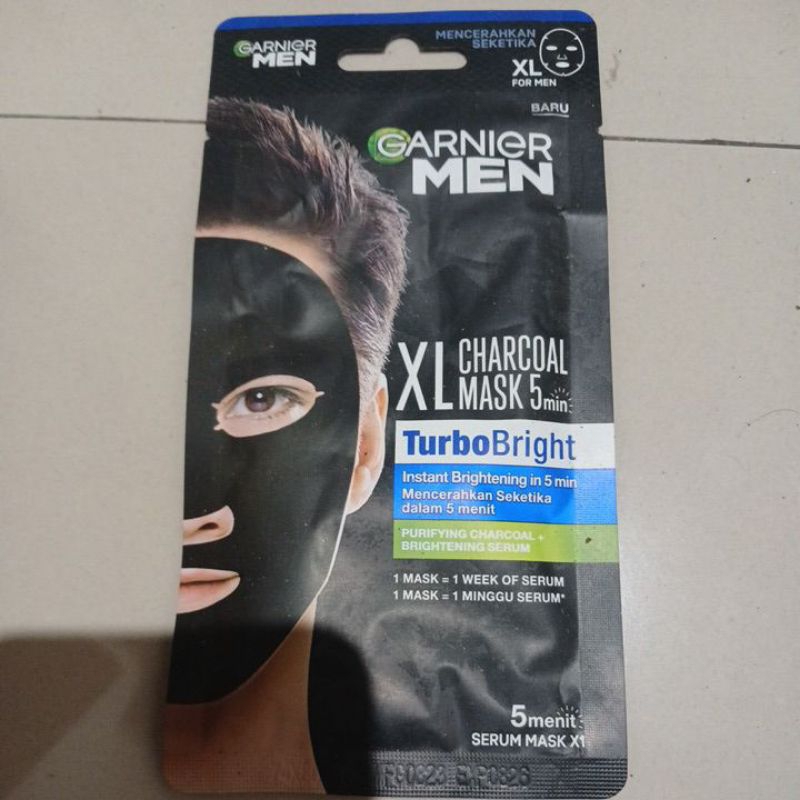 GARNIER
MEN
MENCERAHKAN
SEKETIKA
XL
FOR MEN
BARU
GARNIER
MEN
XL CHARCOAL
MASK 5min
TurboBright
Instant Brightening in 5 min
Mencerahkan Seketika
dalam 5 menit
PURIFYING CHARCOAL +
BRIGHTENING SERUM
1 MASK = 1 WEEK OF SERUM
1 MASK = 1 MINGGU SERUM*
5menit
SERUM MASK X1